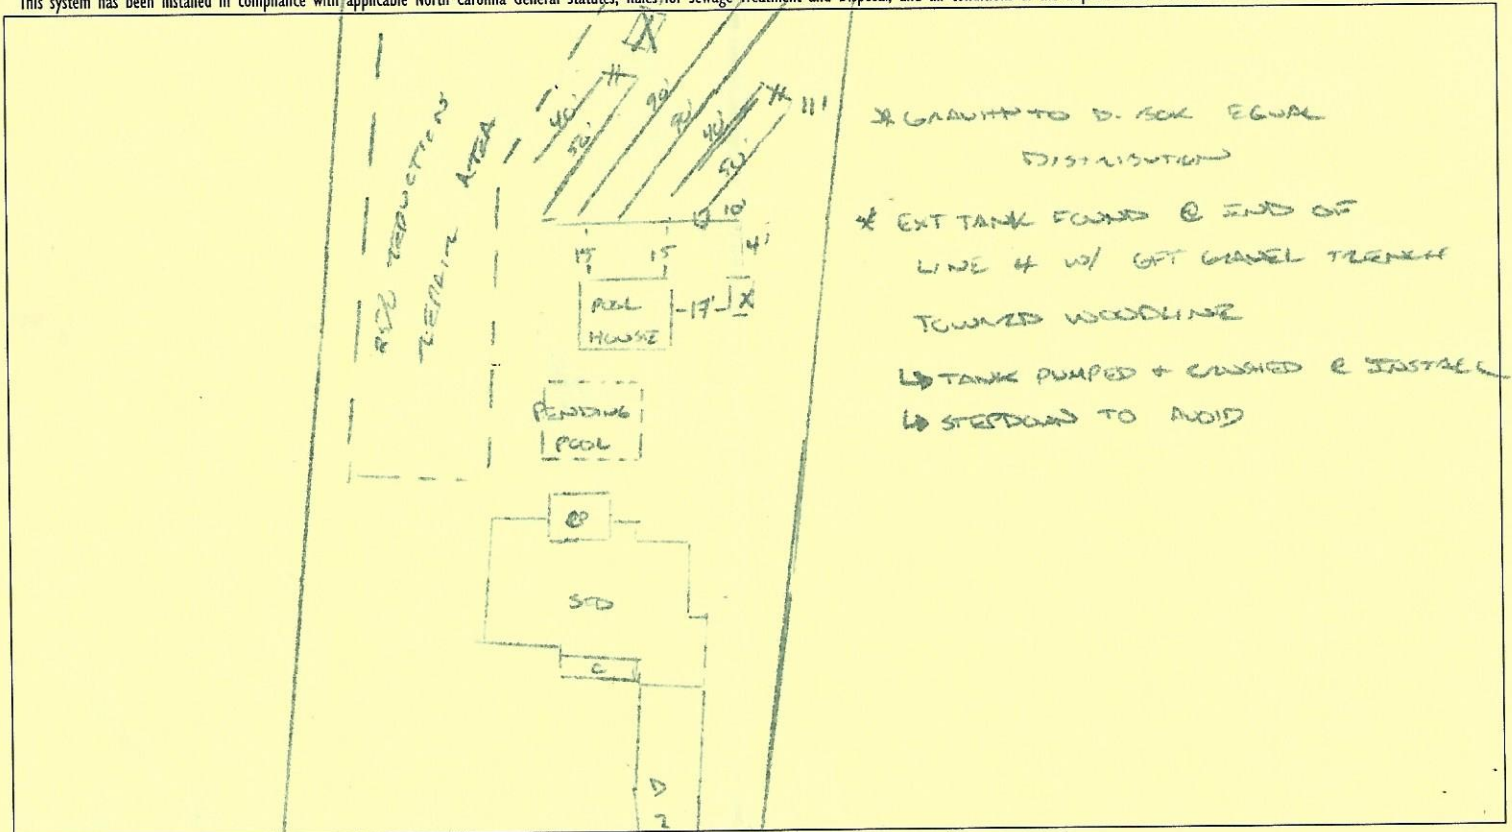 This system has been installed in compliance with applicable North Carolina General Statutes, Rules for Sewage Treatment and Disposal, and all conditions
40'
50'
90'
90'
40'
50'
11'
REPAIR AREA
* GRAVITY TO D. BOX EQUAL
DISTRIBUTION
* EXT TANK FOUND @ END OF
LINE 4 W/ 6FT GRAVEL TRENCH
TOWARD WOODLINE
↳ TANK PUMPED + CRUSHED @ INSTALL
↳ STEPDOWN TO AVOID
10'
15
15
4'
POOL
HOUSE
-17'-
X
PENDING
POOL
SFD
C
D